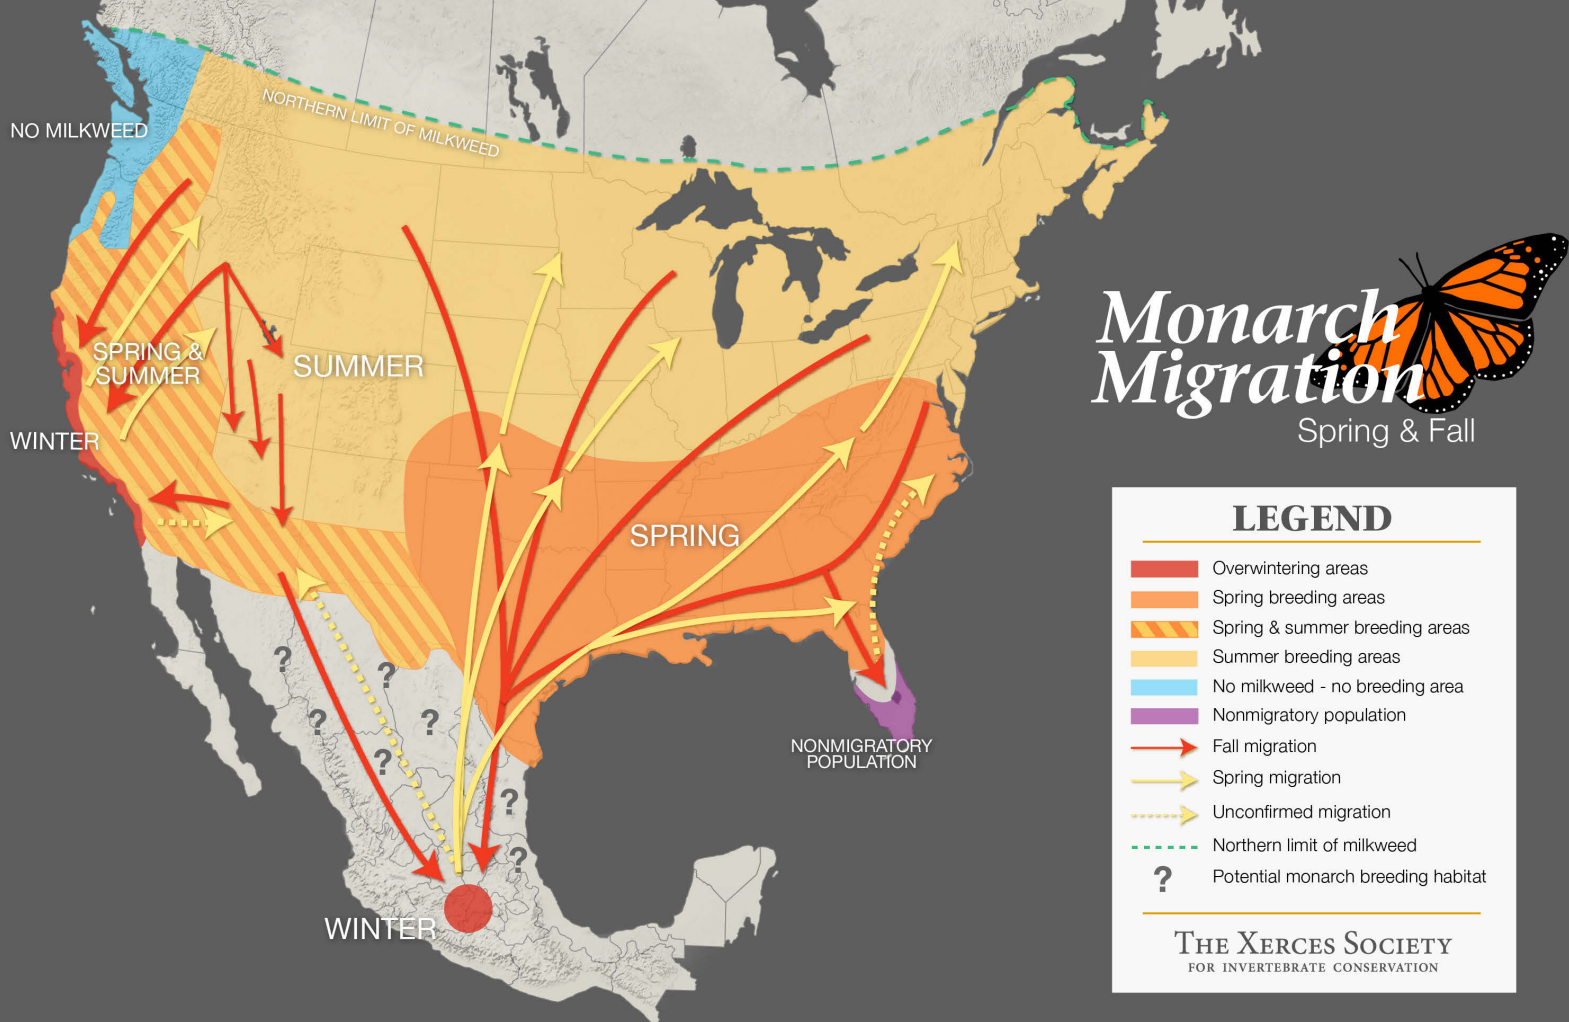 NO MILKWEED
NORTHERN LIMIT OF MILKWEED
SPRING &
SUMMER
SUMMER
WINTER
SPRING
?
?
?
?
?
?
?
NONMIGRATORY
POPULATION
WINTER
Monarch
Migration
Spring & Fall
LEGEND
Overwintering areas
Spring breeding areas
Spring & summer breeding areas
Summer breeding areas
No milkweed - no breeding area
Nonmigratory population
Fall migration
Spring migration
Unconfirmed migration
Northern limit of milkweed
? Potential monarch breeding habitat
THE XERCES SOCIETY
FOR INVERTEBRATE CONSERVATION